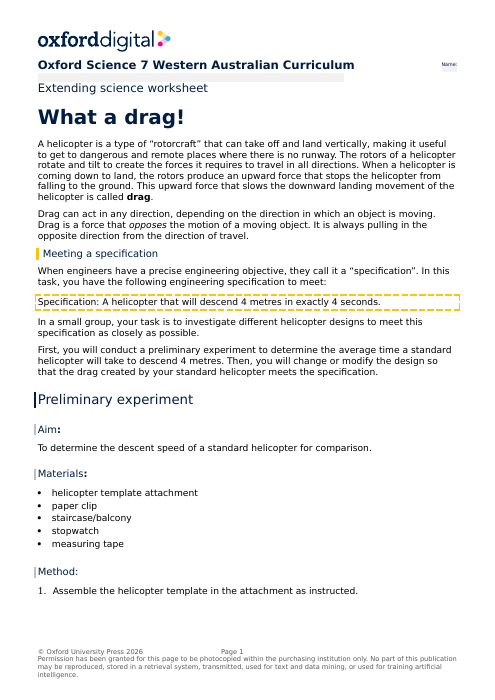 oxforddigital
Oxford Science 7 Western Australian Curriculum
Name:
Extending science worksheet
What a drag!
A helicopter is a type of “rotorcraft” that can take off and land vertically, making it useful
to get to dangerous and remote places where there is no runway. The rotors of a helicopter
rotate and tilt to create the forces it requires to travel in all directions. When a helicopter is
coming down to land, the rotors produce an upward force that stops the helicopter from
falling to the ground. This upward force that slows the downward landing movement of the
helicopter is called drag.
Drag can act in any direction, depending on the direction in which an object is moving.
Drag is a force that opposes the motion of a moving object. It is always pulling in the
opposite direction from the direction of travel.
Meeting a specification
When engineers have a precise engineering objective, they call it a “specification”. In this
task, you have the following engineering specification to meet:
Specification: A helicopter that will descend 4 metres in exactly 4 seconds.
In a small group, your task is to investigate different helicopter designs to meet this
specification as closely as possible.
First, you will conduct a preliminary experiment to determine the average time a standard
helicopter will take to descend 4 metres. Then, you will change or modify the design so
that the drag created by your standard helicopter meets the specification.
Preliminary experiment
Aim:
To determine the descent speed of a standard helicopter for comparison.
Materials:
• helicopter template attachment
• paper clip
• staircase/balcony
• stopwatch
• measuring tape
Method:
1. Assemble the helicopter template in the attachment as instructed.
© Oxford University Press 2026 Page 1
Permission has been granted for this page to be photocopied within the purchasing institution only. No part of this publication
may be reproduced, stored in a retrieval system, transmitted, used for text and data mining, or used for training artificial
intelligence.